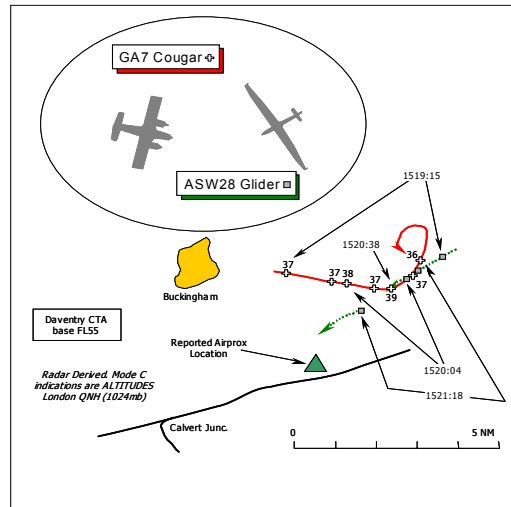 GA7 Cougar
ASW28 Glider
1519:15
1520:38
36
37
37
38
37
39
37
Buckingham
Daventry CTA
base FL55
Reported Airprox
Location
1520:04
1521:18
Radar Derived. Mode C
indications are ALTITUDES
London QNH (1024mb)
Calvert Junc.
0
5 NM